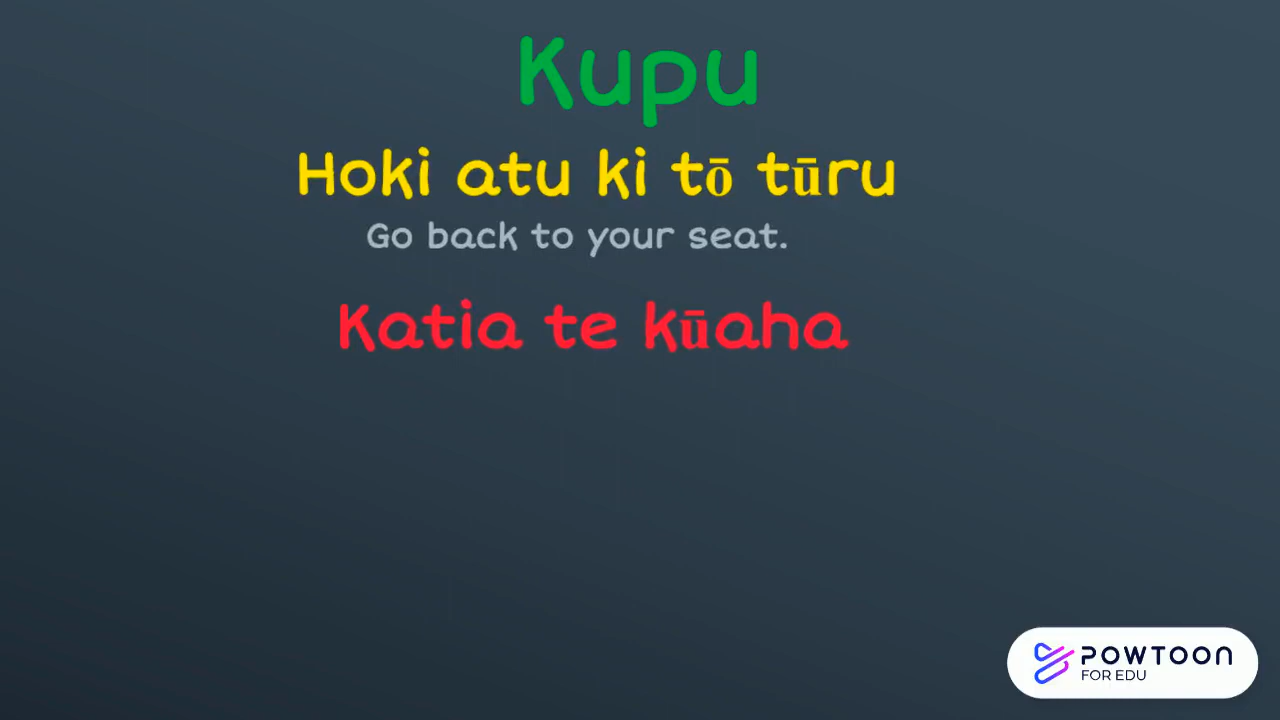 Kupu
Hoki atu ki tō tūru
Go back to your seat.
Katia te kūaha
POWTOON
FOR EDU